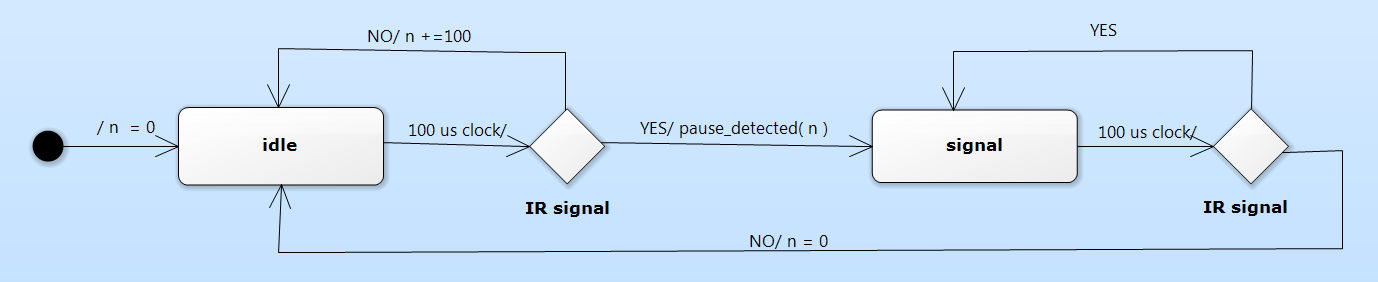 NO/ n +=100
YES
/ n = 0
idle
100 us clock/
YES/ pause_detected( n )
signal
100 us clock/
IR signal
IR signal
NO/ n = 0